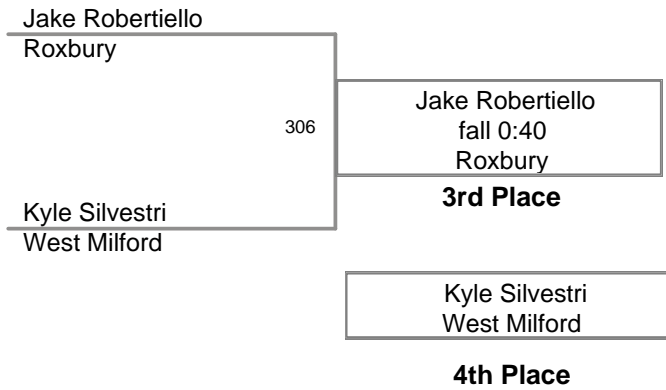 Jake Robertiello
Roxbury
306
Jake Robertiello
fall 0:40
Roxbury
3rd Place
Kyle Silvestri
West Milford
Kyle Silvestri
West Milford
4th Place